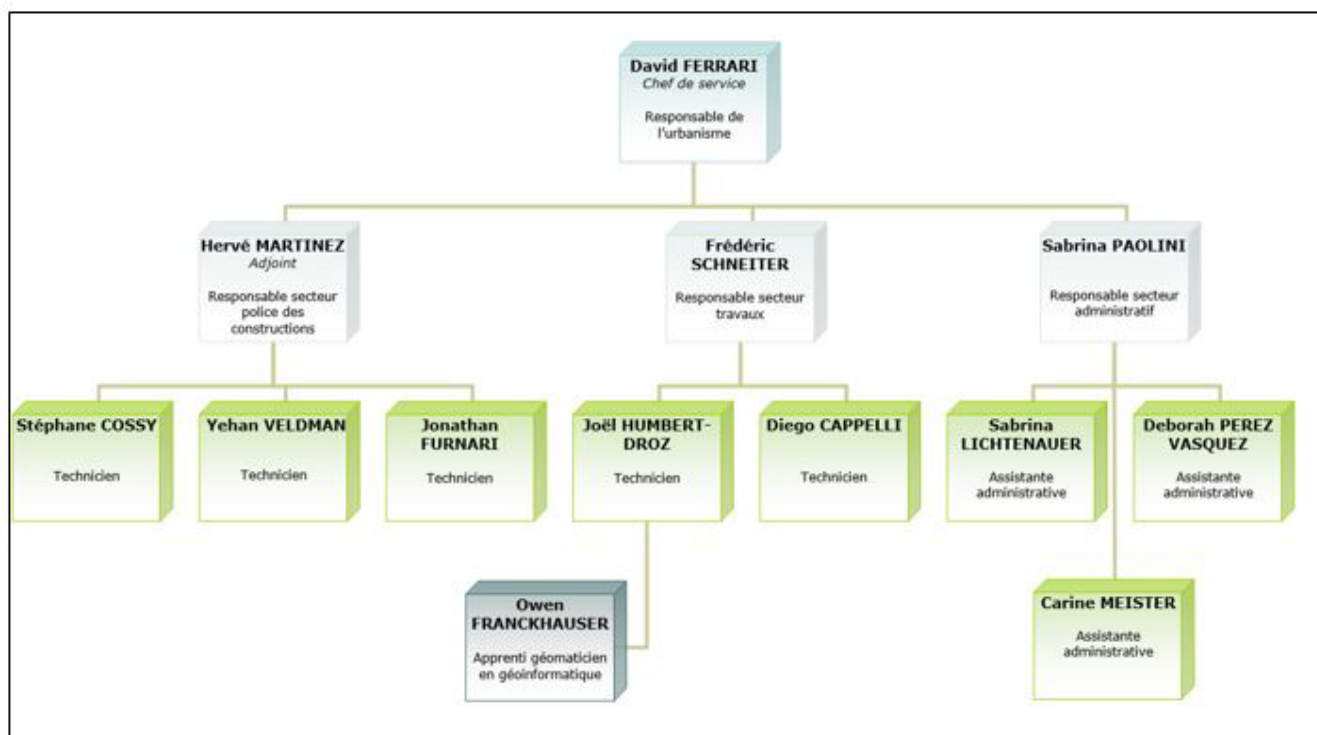 David FERRARI
Chef de service
Responsable de
l'urbanisme
Hervé MARTINEZ
Adjoint
Responsable secteur
police des
constructions
Frédéric
SCHNEITER
Responsable secteur
travaux
Sabrina PAOLINI
Responsable secteur
administratif
Stéphane COSSY
Technicien
Yehan VELDMAN
Technicien
Jonathan
FURNARI
Technicien
Joël HUMBERT-
DROZ
Technicien
Diego CAPPELLI
Technicien
Sabrina
LICHTENAUER
Assistante
administrative
Deborah PEREZ
VASQUEZ
Assistante
administrative
Owen
FRANCKHAUSER
Apprenti géomaticien
en géoinformatique
Carine MEISTER
Assistante
administrative